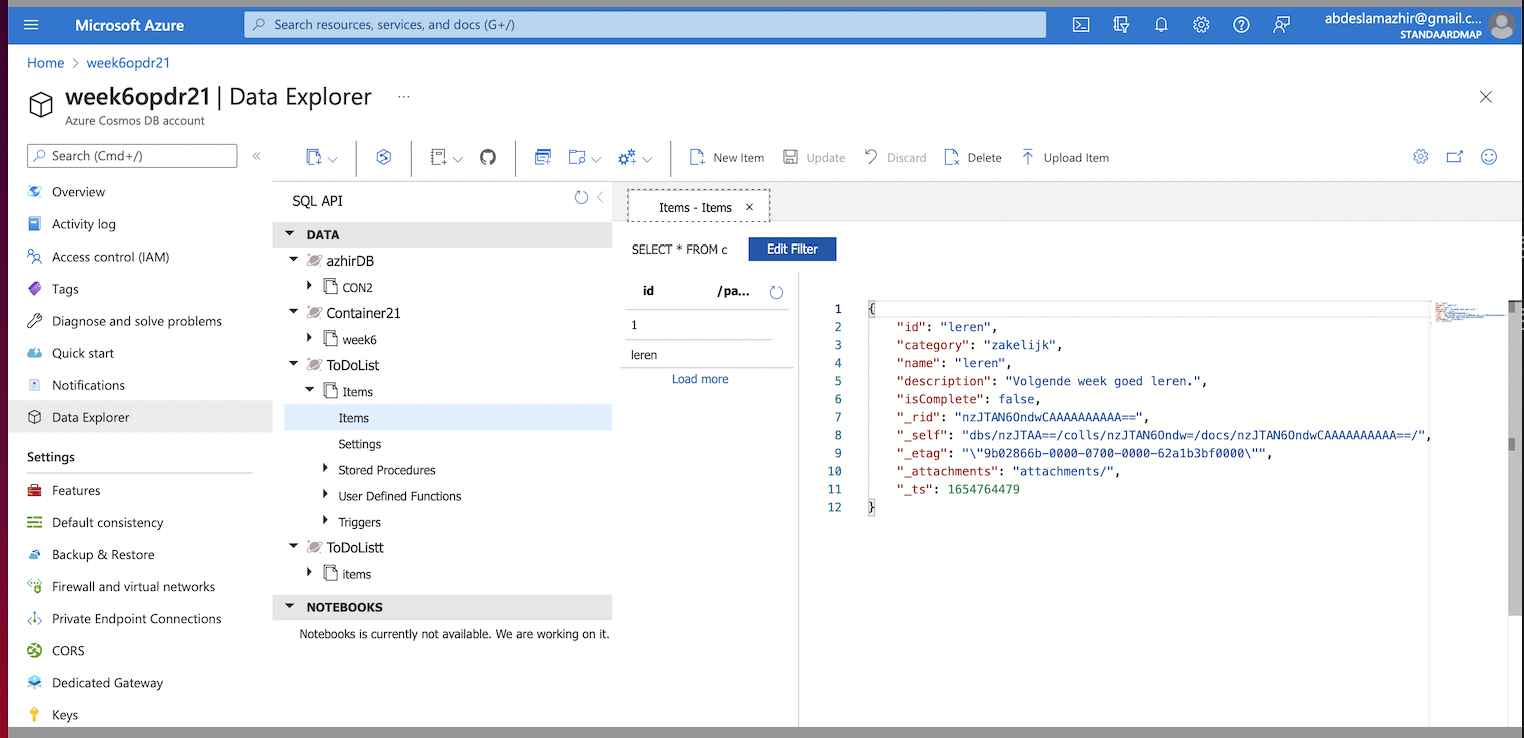 Microsoft Azure
Search resources, services, and docs (G+/)
abdeslamazhir@gmail.c...
STANDAARDMAP
Home > week6opdr21
week6opdr21 | Data Explorer ...
Azure Cosmos DB account
Search (Cmd+/)
«
Overview
Activity log
Access control (IAM)
Tags
Diagnose and solve problems
Quick start
Notifications
Data Explorer
Settings
Features
Default consistency
Backup & Restore
Firewall and virtual networks
Private Endpoint Connections
CORS
Dedicated Gateway
Keys
New Item
Update
Discard
Delete
Upload Item
SQL API
DATA
azhirDB
CON2
Container21
week6
ToDoList
Items
Items
Settings
Stored Procedures
User Defined Functions
Triggers
ToDoListt
items
NOTEBOOKS
Notebooks is currently not available. We are working on it.
Items - Items
SELECT * FROM c
Edit Filter
id /pa...
1
leren
Load more
1 {
2 "id": "leren",
3 "category": "zakelijk",
4 "name": "leren",
5 "description": "Volgende week goed leren.",
6 "isComplete": false,
7 "_rid": "nzJTAN6OndwCAAAAAAAAAA==",
8 "_self": "dbs/nzJTAA==/colls/nzJTAN6Ondw=/docs/nzJTAN6OndwCAAAAAAAAAA==/",
9 "_etag": "\"9b02866b-0000-0700-0000-62a1b3bf0000\"",
10 "_attachments": "attachments/",
11 "_ts": 1654764479
12 }